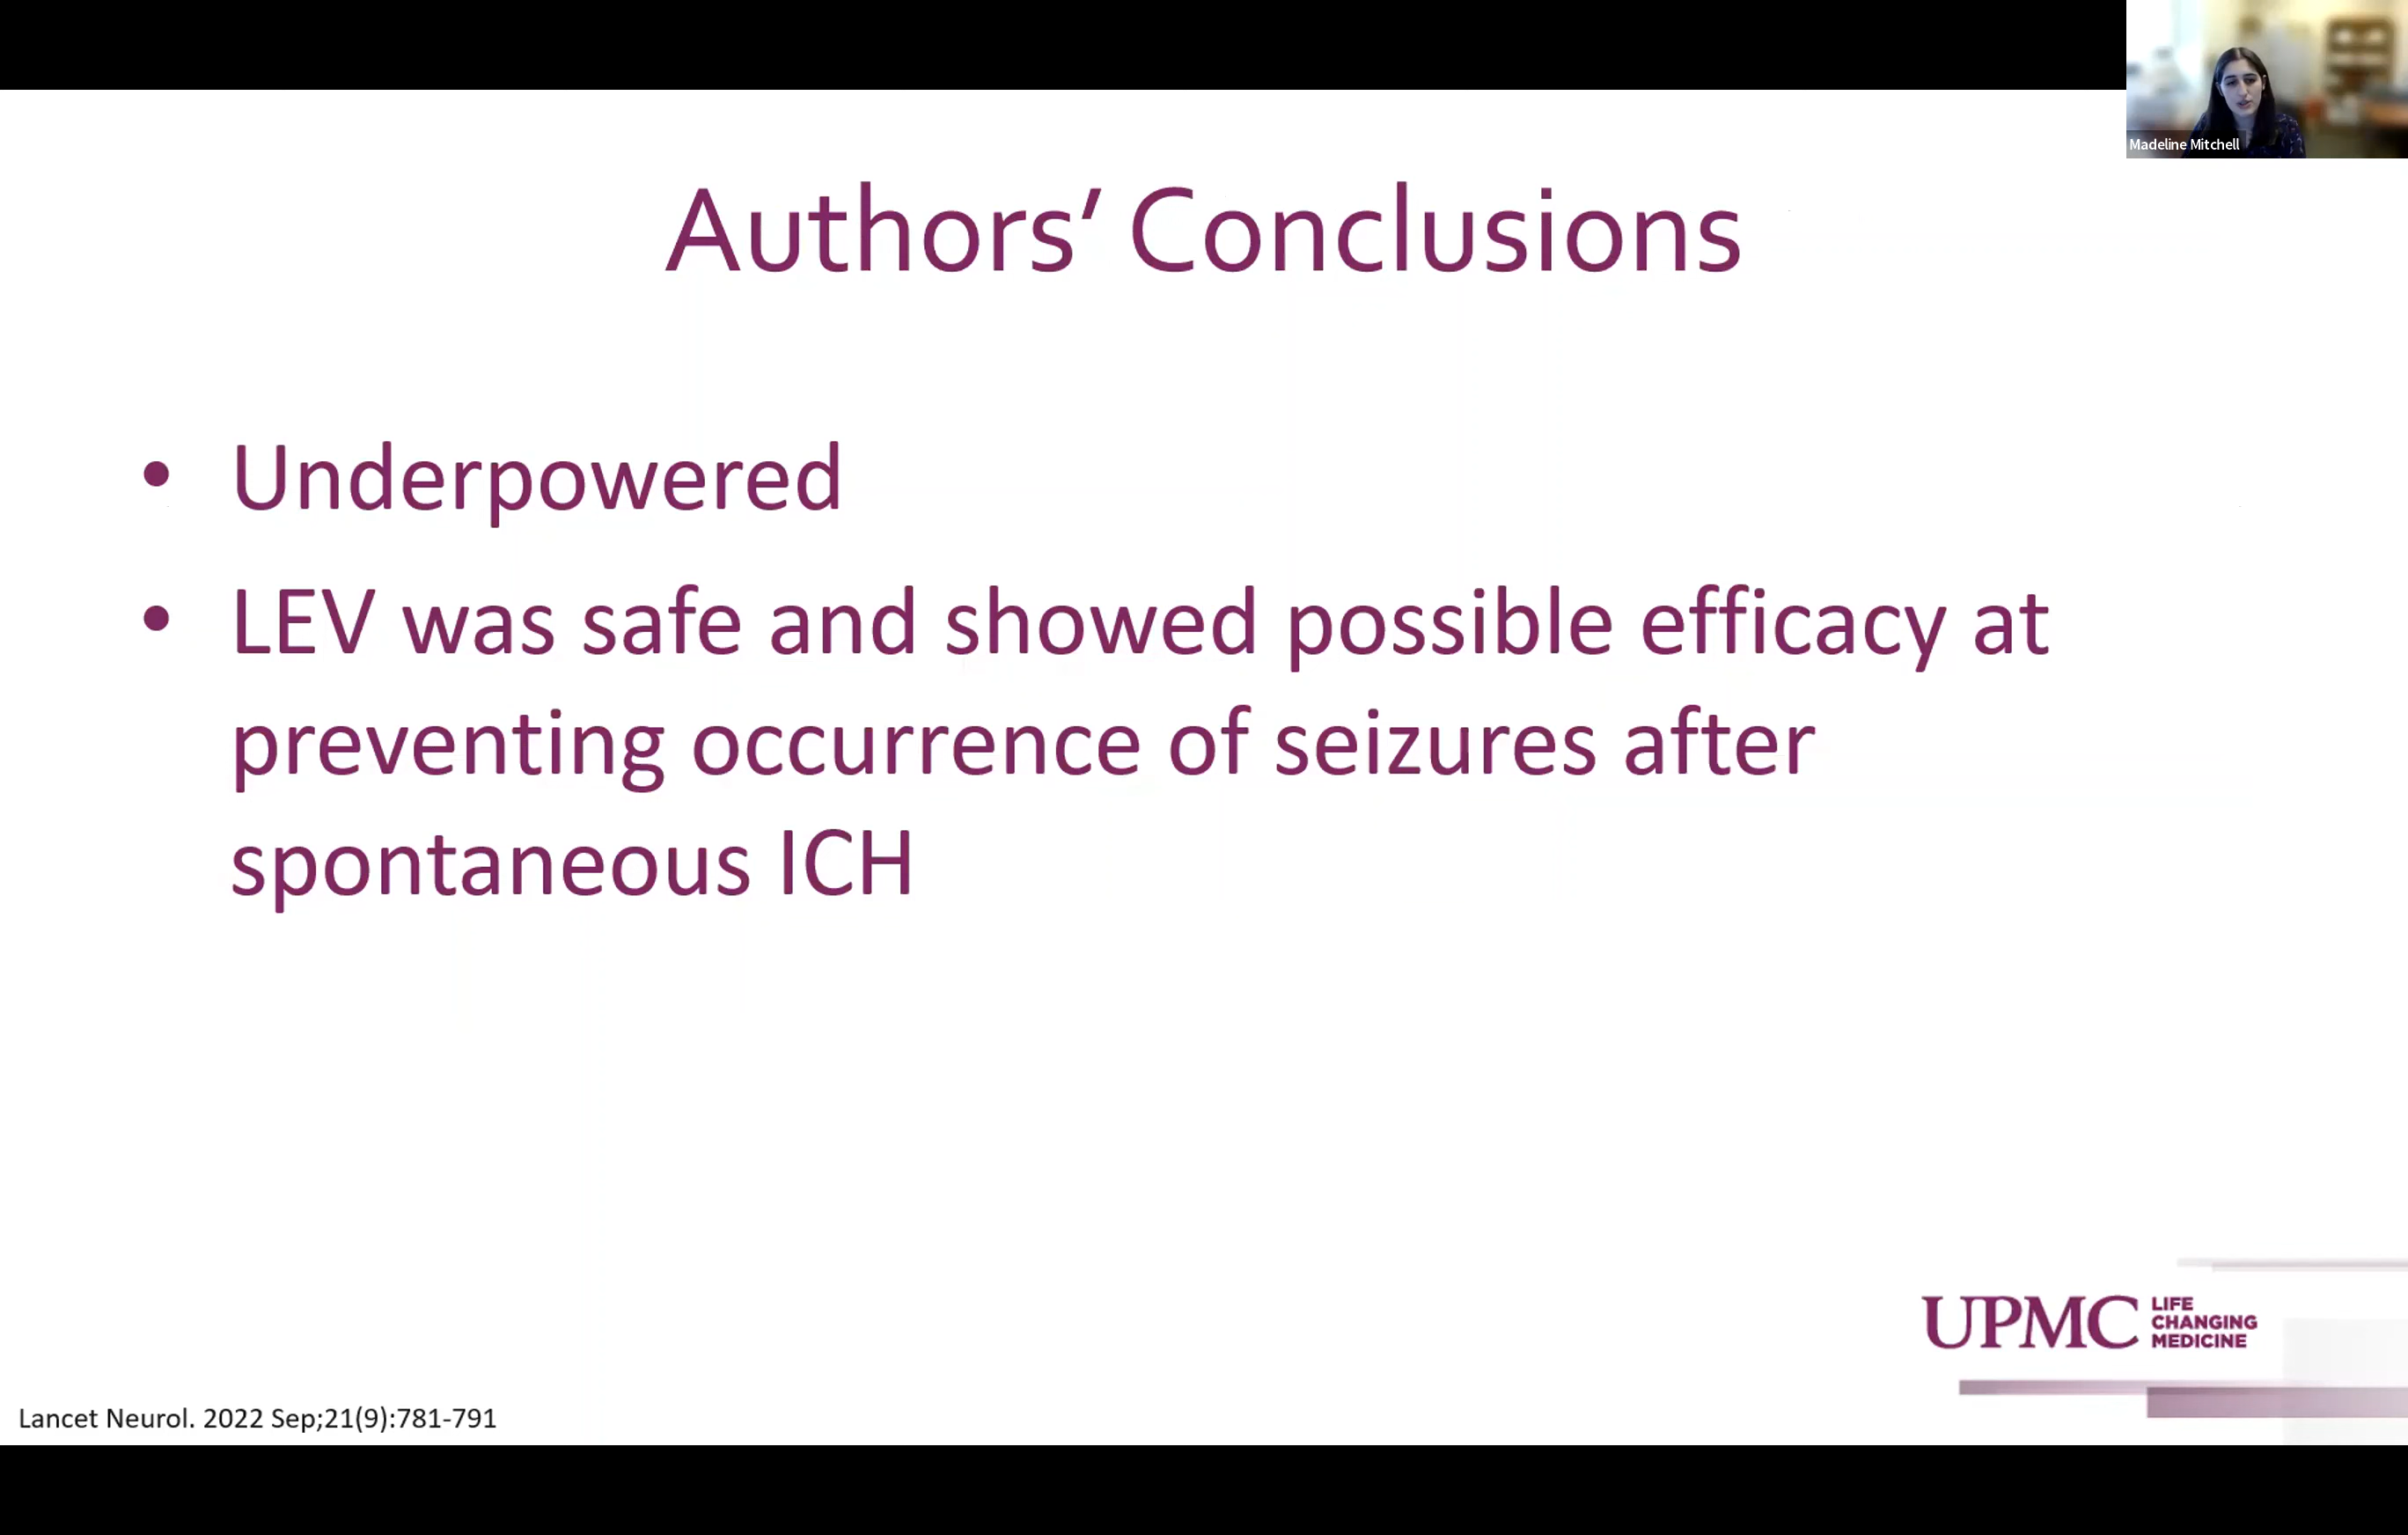 Madeline Mitchell
Authors’ Conclusions
• Underpowered
• LEV was safe and showed possible efficacy at
preventing occurrence of seizures after
spontaneous ICH
UPMC LIFE
CHANGING
MEDICINE
Lancet Neurol. 2022 Sep;21(9):781-791